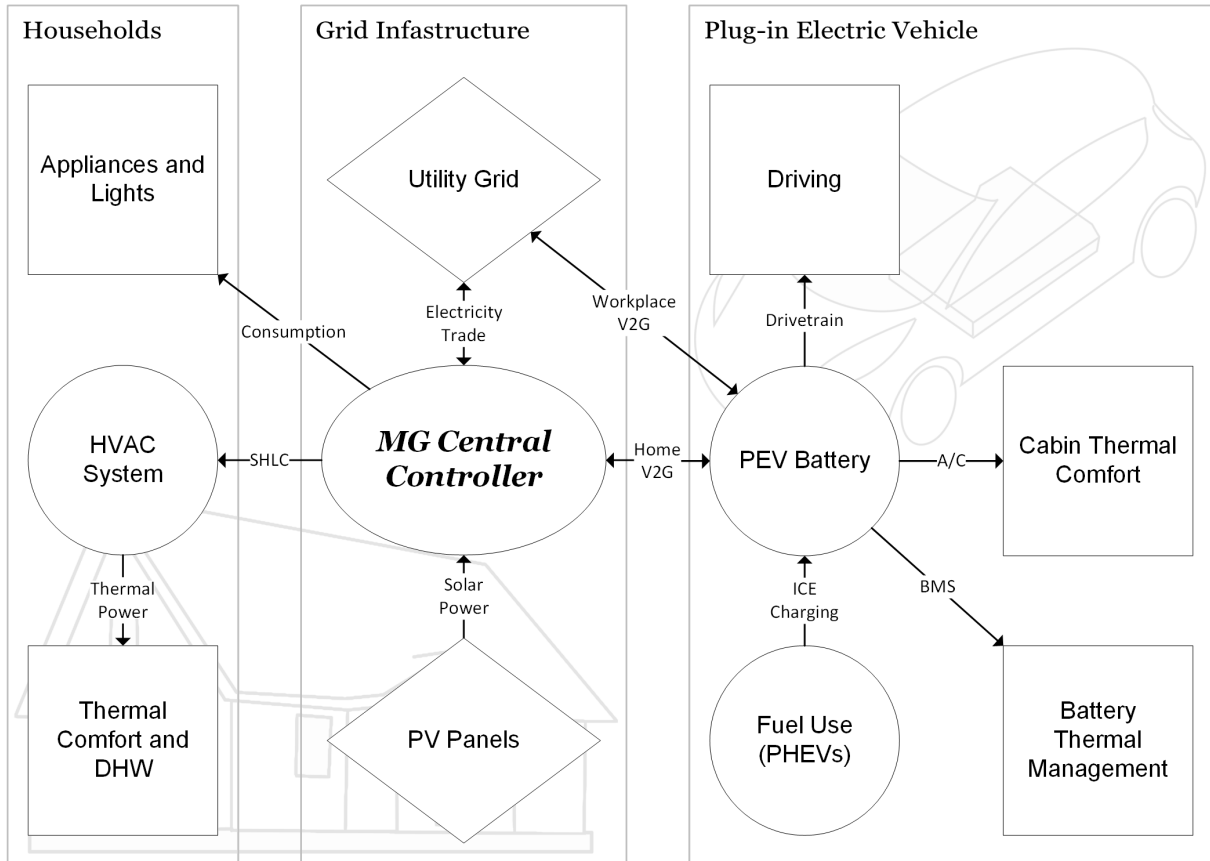 Households
Grid Infastructure
Plug-in Electric Vehicle
Appliances and
Lights
Utility Grid
Driving
Consumption
Electricity
Trade
Workplace
V2G
Drivetrain
HVAC
System
SHLC
MG Central
Controller
Home
V2G
PEV Battery
A/C
Cabin Thermal
Comfort
Thermal
Power
Solar
Power
ICE
Charging
BMS
Thermal
Comfort and
DHW
PV Panels
Fuel Use
(PHEVs)
Battery
Thermal
Management